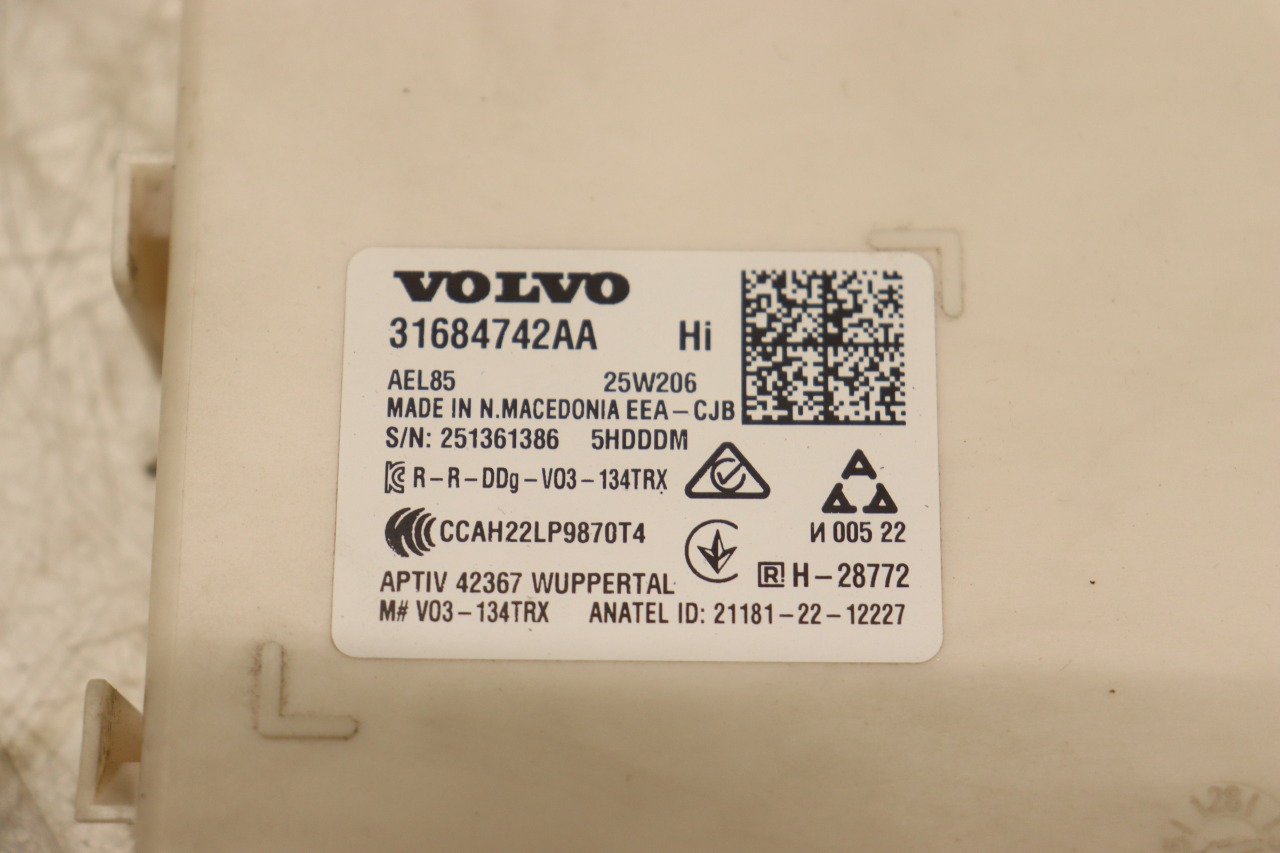 VOLVO
31684742AA Hi
AEL85 25W206
MADE IN N.MACEDONIA EEA-CJB
S/N: 251361386 5HDDDM
R-R-DDg-V03-134TRX
CCAH22LP9870T4
И 005 22
APTIV 42367 WUPPERTAL
R H-28772
M# V03-134TRX ANATEL ID: 21181-22-12227